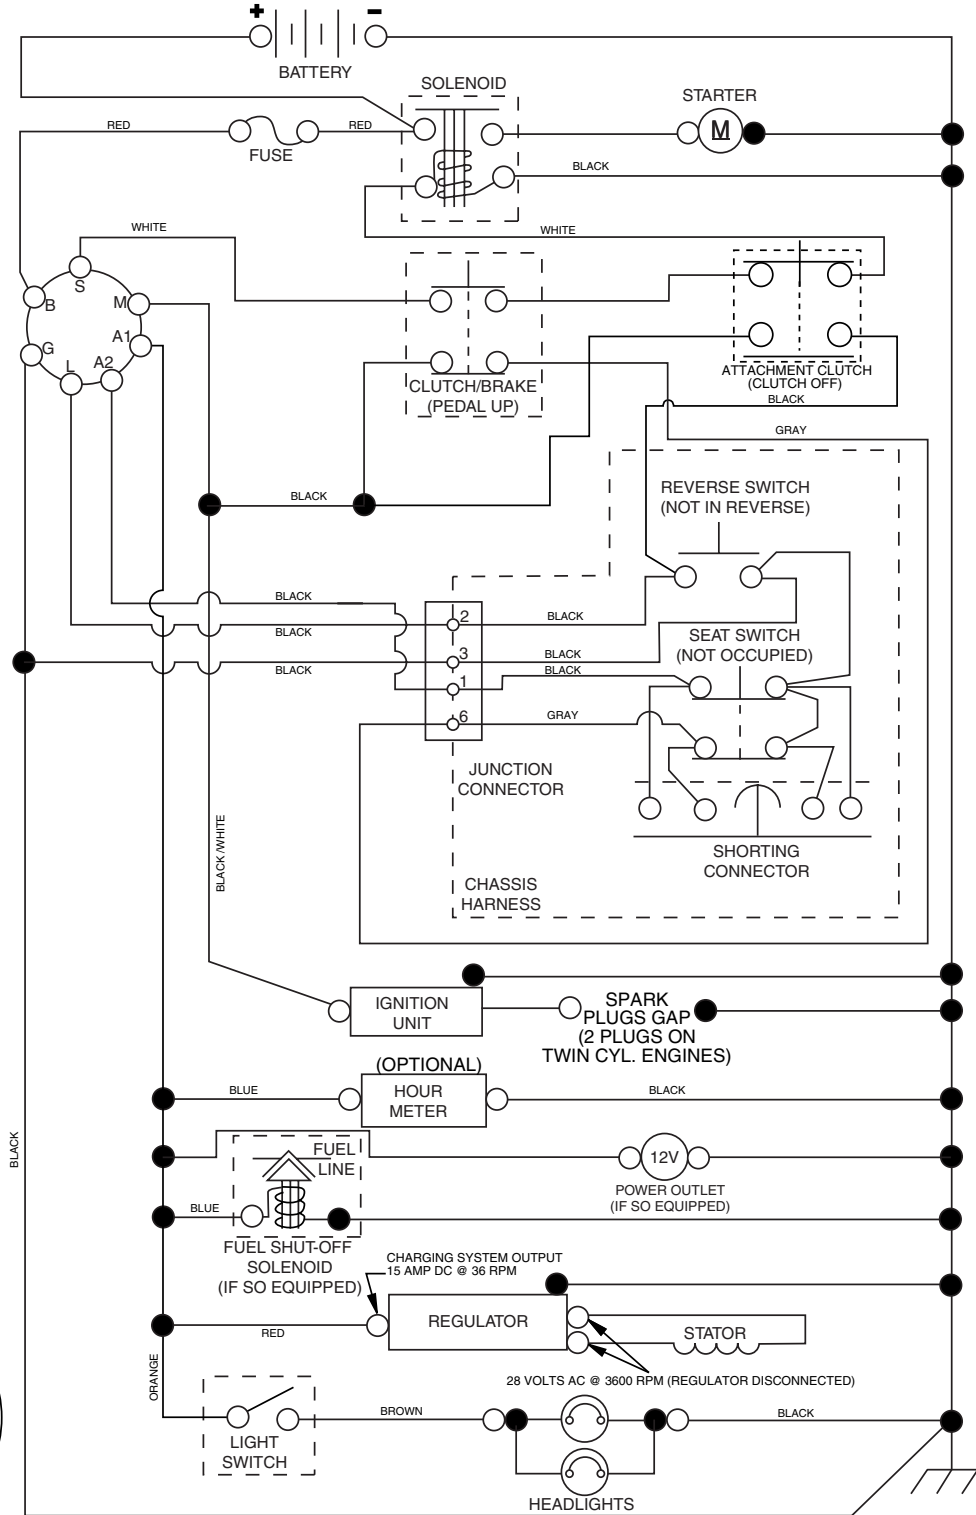 + -
BATTERY
SOLENOID
STARTER
RED
RED
FUSE
M
BLACK
WHITE
WHITE
S
B
M
G
A1
L
A2
CLUTCH/BRAKE
(PEDAL UP)
ATTACHMENT CLUTCH
(CLUTCH OFF)
BLACK
GRAY
BLACK
REVERSE SWITCH
(NOT IN REVERSE)
BLACK
2
BLACK
BLACK
SEAT SWITCH
(NOT OCCUPIED)
3
BLACK
BLACK
BLACK
1
6
GRAY
JUNCTION
CONNECTOR
BLACK/WHITE
SHORTING
CONNECTOR
CHASSIS
HARNESS
IGNITION
UNIT
SPARK
PLUGS GAP
(2 PLUGS ON
TWIN CYL. ENGINES)
(OPTIONAL)
HOUR
METER
BLUE
BLACK
BLACK
FUEL
LINE
12V
POWER OUTLET
(IF SO EQUIPPED)
BLUE
FUEL SHUT-OFF
SOLENOID
(IF SO EQUIPPED)
CHARGING SYSTEM OUTPUT
15 AMP DC @ 36 RPM
REGULATOR
RED
STATOR
28 VOLTS AC @ 3600 RPM (REGULATOR DISCONNECTED)
ORANGE
BROWN
BLACK
LIGHT
SWITCH
HEADLIGHTS